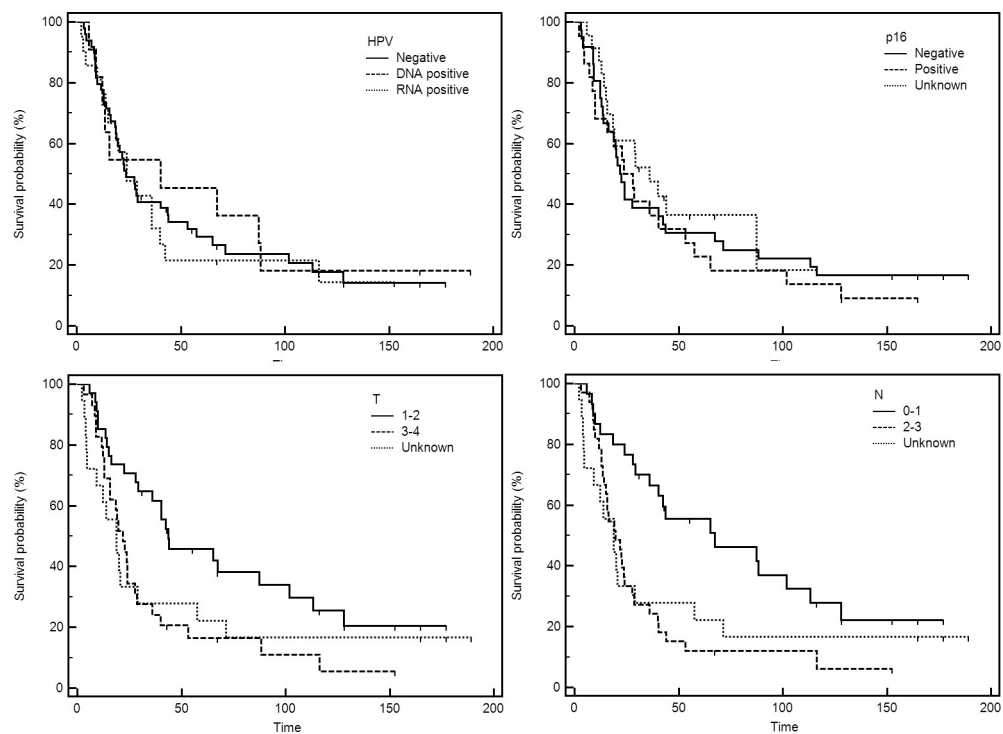 HPV
Negative
DNA positive
RNA positive
Survival probability (%)
100
80
60
40
20
0
0 50 100 150 200
p16
Negative
Positive
Unknown
Survival probability (%)
100
80
60
40
20
0
0 50 100 150 200
T
1-2
3-4
Unknown
Survival probability (%)
100
80
60
40
20
0
0 50 100 150 200
Time
N
0-1
2-3
Unknown
Survival probability (%)
100
80
60
40
20
0
0 50 100 150 200
Time